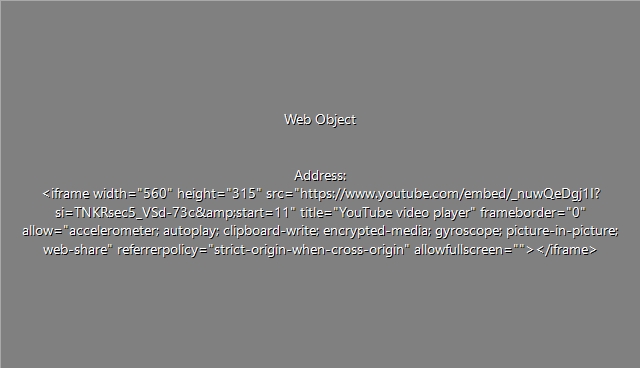 Web Object
Address:
<iframe width="560" height="315" src="https://www.youtube.com/embed/_nuwQeDgj1I?
si=TNKRsec5_VSd-73c&amp;start=11" title="YouTube video player" frameborder="0"
allow="accelerometer; autoplay; clipboard-write; encrypted-media; gyroscope; picture-in-picture;
web-share" referrerpolicy="strict-origin-when-cross-origin" allowfullscreen=""></iframe>